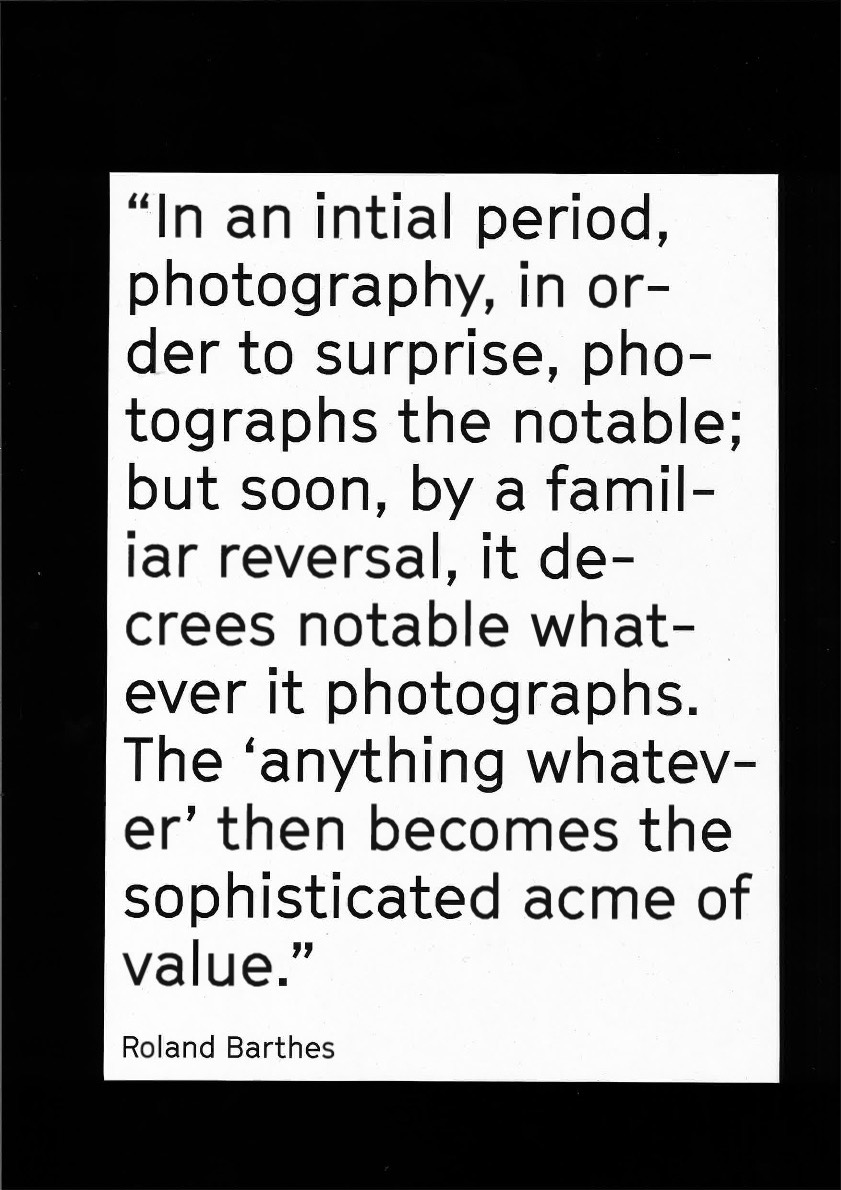 “In an intial period,
photography, in or-
der to surprise, pho-
tographs the notable;
but soon, by a famil-
iar reversal, it de-
crees notable what-
ever it photographs.
The ‘anything whatev-
er’ then becomes the
sophisticated acme of
value.”
Roland Barthes